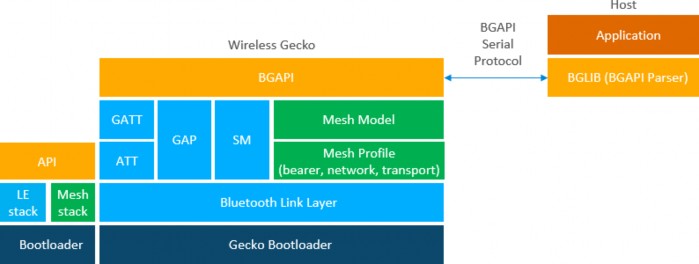 Host
BGAPI
Serial
Protocol
Application
Wireless Gecko
BGAPI
BGLIB (BGAPI Parser)
GATT
GAP
SM
Mesh Model
API
ATT
Mesh Profile
(bearer, network, transport)
LE
stack
Mesh
stack
Bluetooth Link Layer
Bootloader
Gecko Bootloader